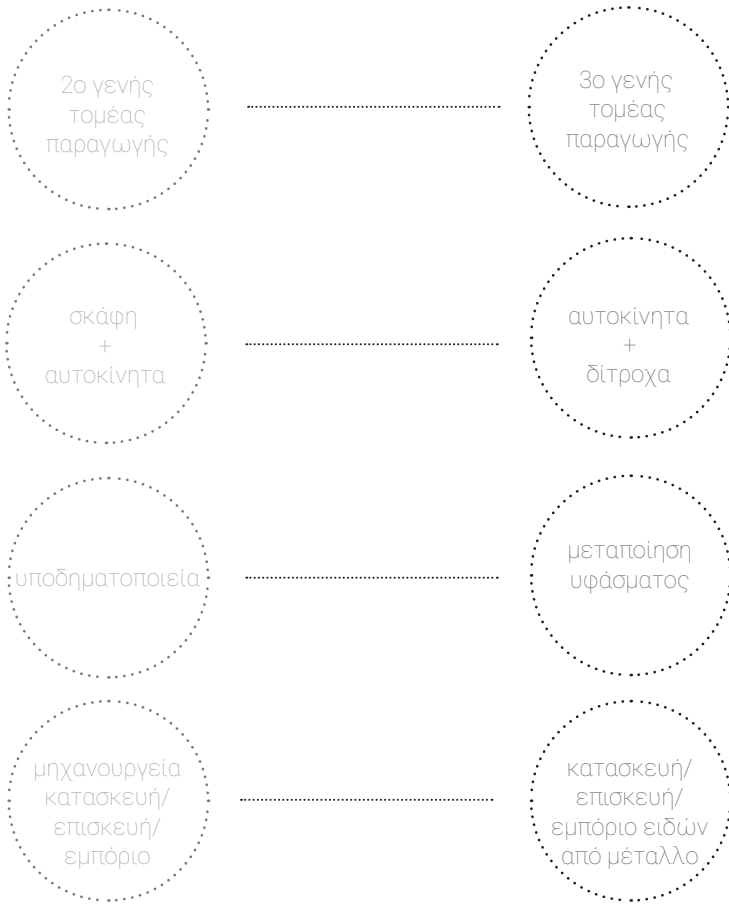 2ο γενής
τομέας
παραγωγής
3ο γενής
τομέας
παραγωγής
σκάφη
+
αυτοκίνητα
αυτοκίνητα
+
δίτροχα
υποδηματοποιεία
μεταποίηση
υφάσματος
μηχανουργεία
κατασκευή/
επισκευή/
εμπόριο
κατασκευή/
επισκευή/
εμπόριο ειδών
από μέταλλο